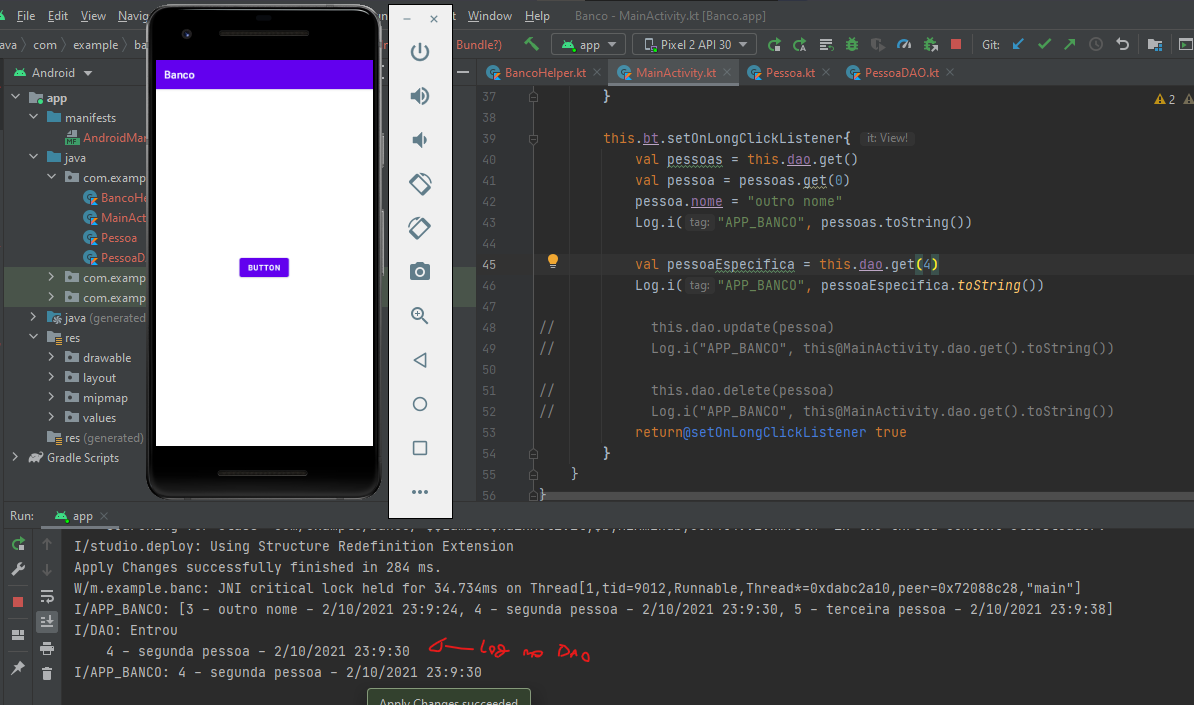 File Edit View Navig Window Help Banco - MainActivity.kt [Banco.app]
ava com example ba Bundle?) app Pixel 2 API 30 Git:
Android
BancoHelper.kt MainActivity.kt Pessoa.kt PessoaDAO.kt
app
manifests
AndroidMan
java
com.examp
BancoHe
MainAct
Pessoa
PessoaD
com.examp
com.examp
java (generated
res
drawable
layout
mipmap
values
res (generated)
Gradle Scripts
Banco
BUTTON
2
37 }
38
39 this.bt.setOnLongClickListener{ it: View!
40 val pessoas = this.dao.get()
41 val pessoa = pessoas.get(0)
42 pessoa.nome = "outro nome"
43 Log.i( tag: "APP_BANCO", pessoas.toString())
44
45 val pessoaEspecifica = this.dao.get(4)
46 Log.i( tag: "APP_BANCO", pessoaEspecifica.toString())
47
48 // this.dao.update(pessoa)
49 // Log.i("APP_BANCO", this@MainActivity.dao.get().toString())
50
51 // this.dao.delete(pessoa)
52 // Log.i("APP_BANCO", this@MainActivity.dao.get().toString())
53 return@setOnLongClickListener true
54 }
55 }
56 }
Run: app
I/studio.deploy: Using Structure Redefinition Extension
Apply Changes successfully finished in 284 ms.
W/m.example.banc: JNI critical lock held for 34.734ms on Thread[1,tid=9012,Runnable,Thread*=0xdabc2a10,peer=0x72088c28,"main"]
I/APP_BANCO: [3 - outro nome - 2/10/2021 23:9:24, 4 - segunda pessoa - 2/10/2021 23:9:30, 5 - terceira pessoa - 2/10/2021 23:9:38]
I/DAO: Entrou
4 - segunda pessoa - 2/10/2021 23:9:30 Log no DAO
I/APP_BANCO: 4 - segunda pessoa - 2/10/2021 23:9:30
Apply Changes succeeded